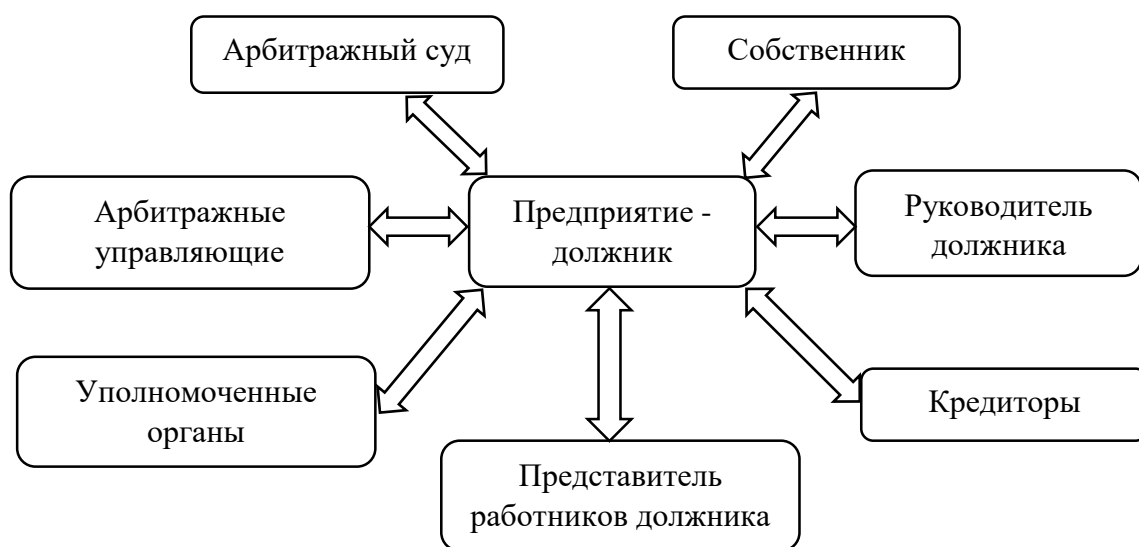 Арбитражный суд
Собственник
Арбитражные
управляющие
Предприятие -
должник
Руководитель
должника
Уполномоченные
органы
Представитель
работников должника
Кредиторы